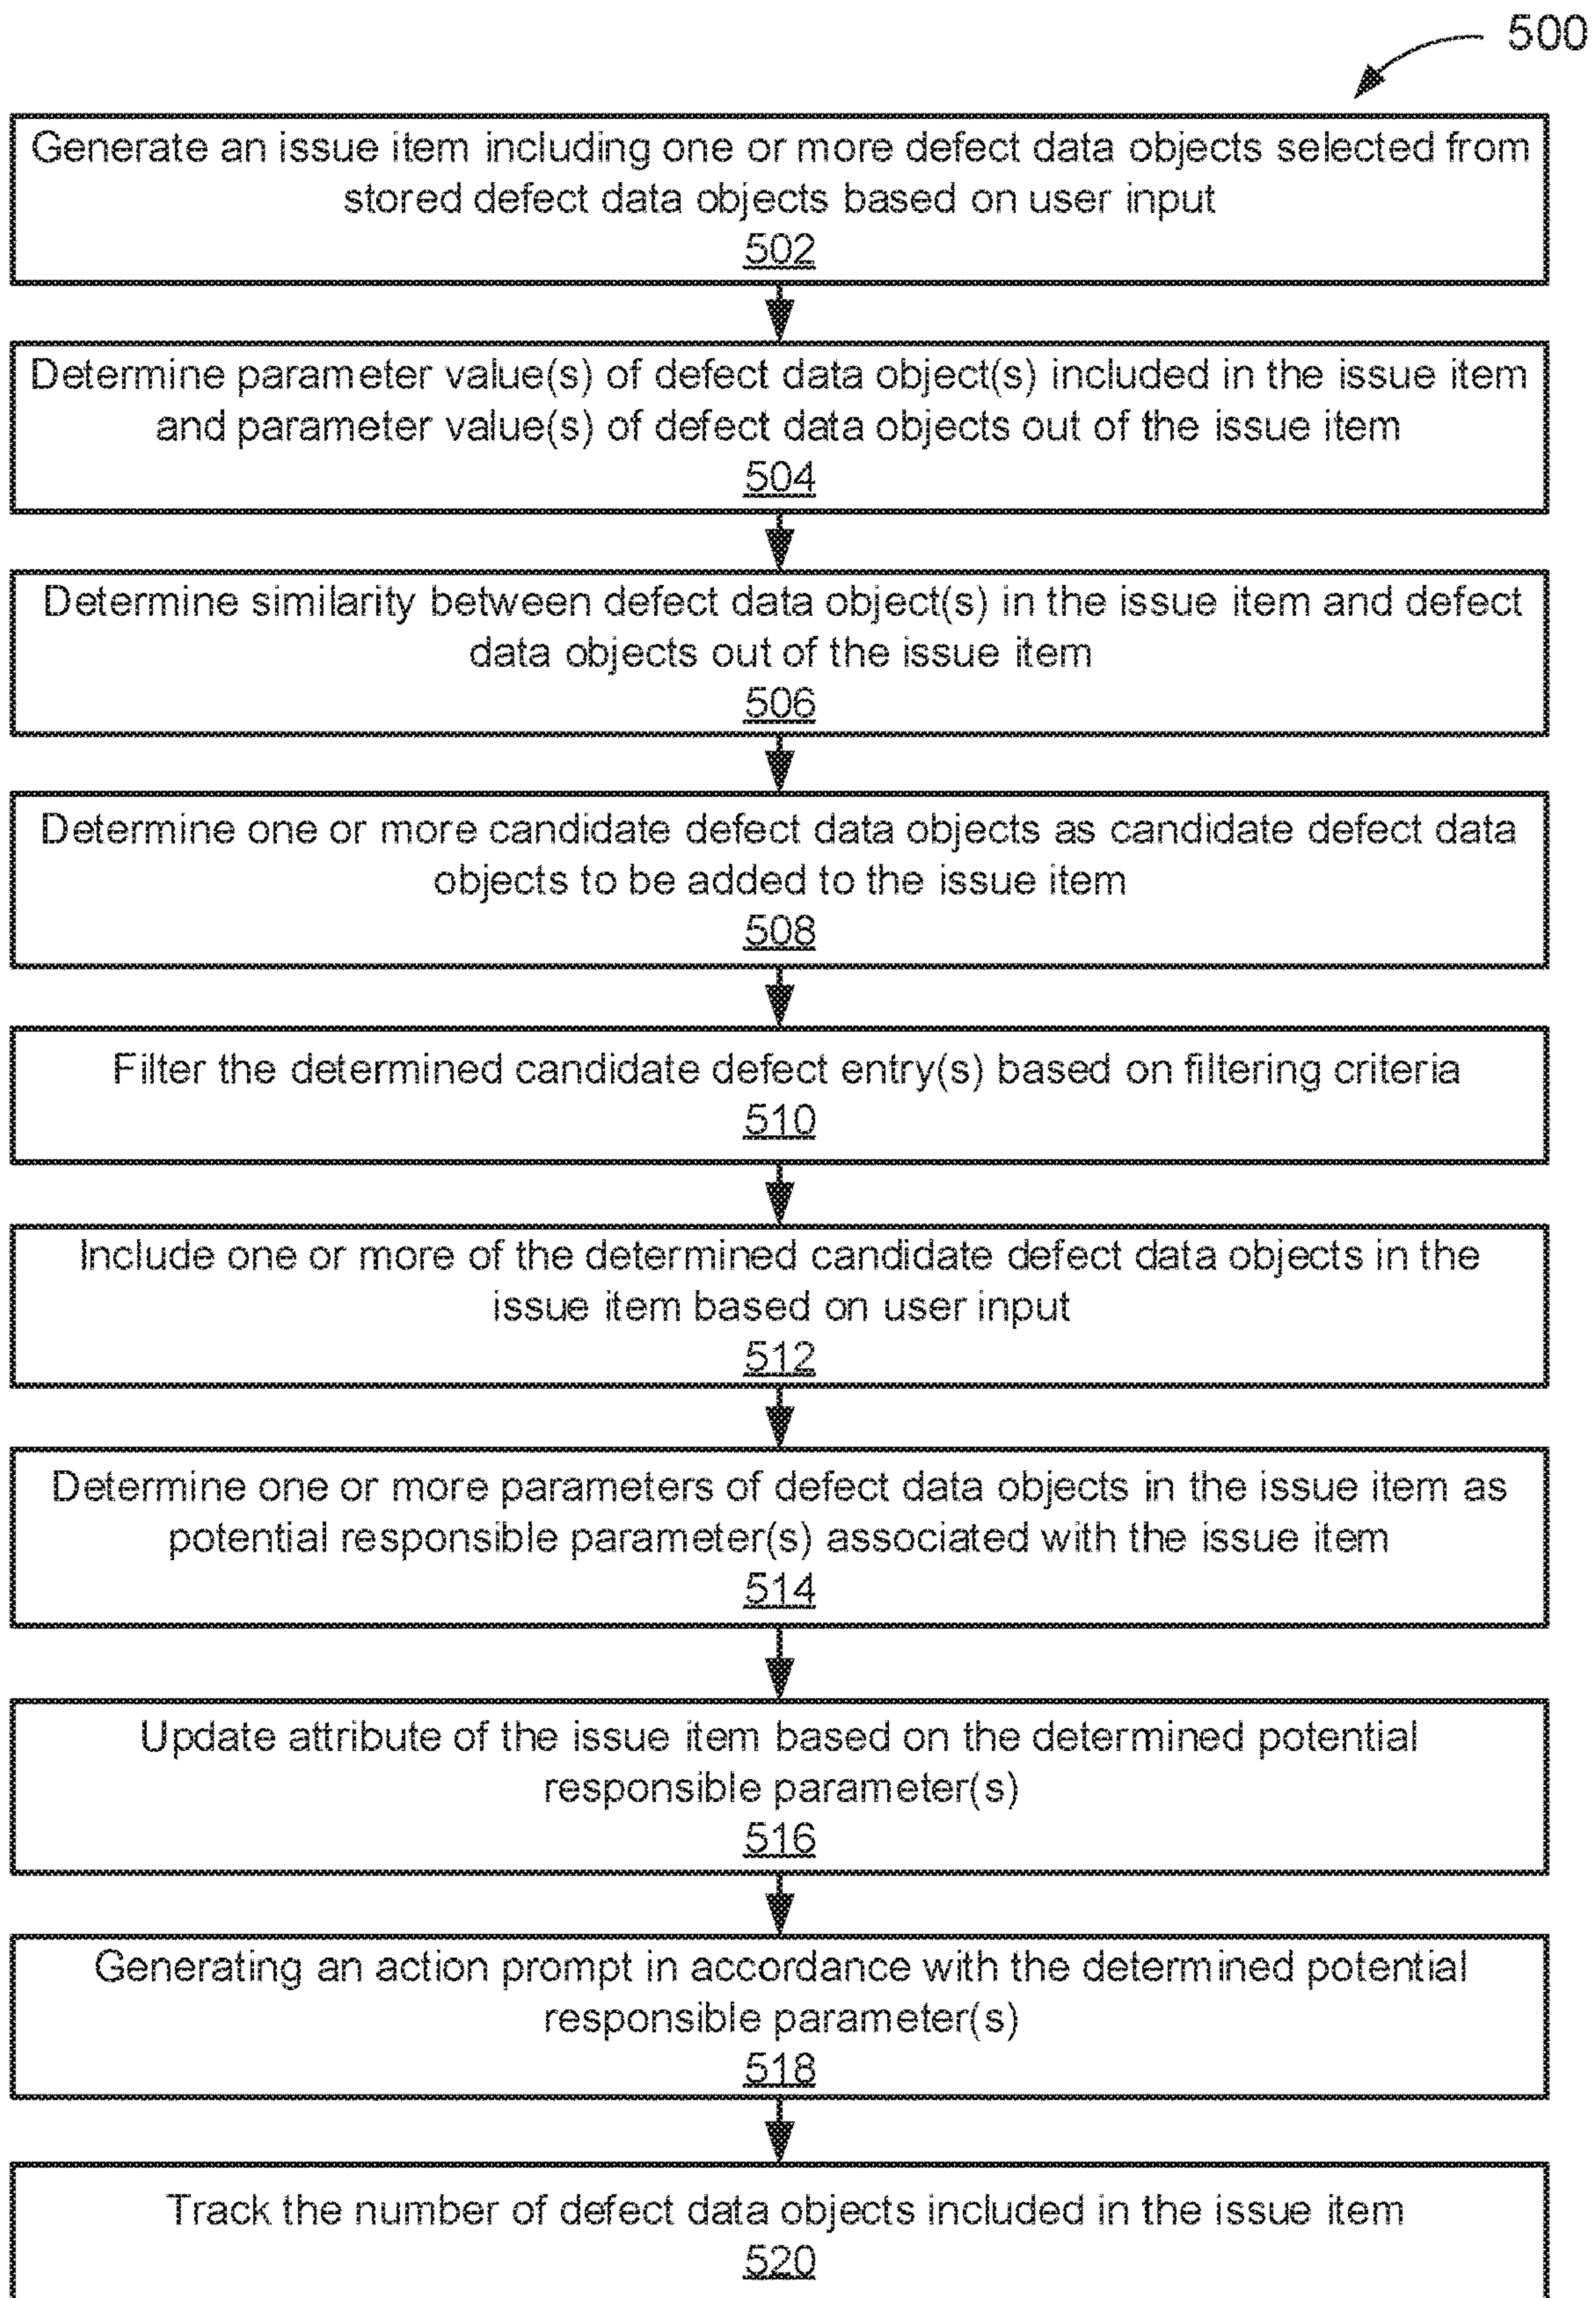 500
Generate an issue item including one or more defect data objects selected from
stored defect data objects based on user input
502
Determine parameter value(s) of defect data object(s) included in the issue item
and parameter value(s) of defect data objects out of the issue item
504
Determine similarity between defect data object(s) in the issue item and defect
data objects out of the issue item
506
Determine one or more candidate defect data objects as candidate defect data
objects to be added to the issue item
508
Filter the determined candidate defect entry(s) based on filtering criteria
510
Include one or more of the determined candidate defect data objects in the
issue item based on user input
512
Determine one or more parameters of defect data objects in the issue item as
potential responsible parameter(s) associated with the issue item
514
Update attribute of the issue item based on the determined potential
responsible parameter(s)
516
Generating an action prompt in accordance with the determined potential
responsible parameter(s)
518
Track the number of defect data objects included in the issue item
520